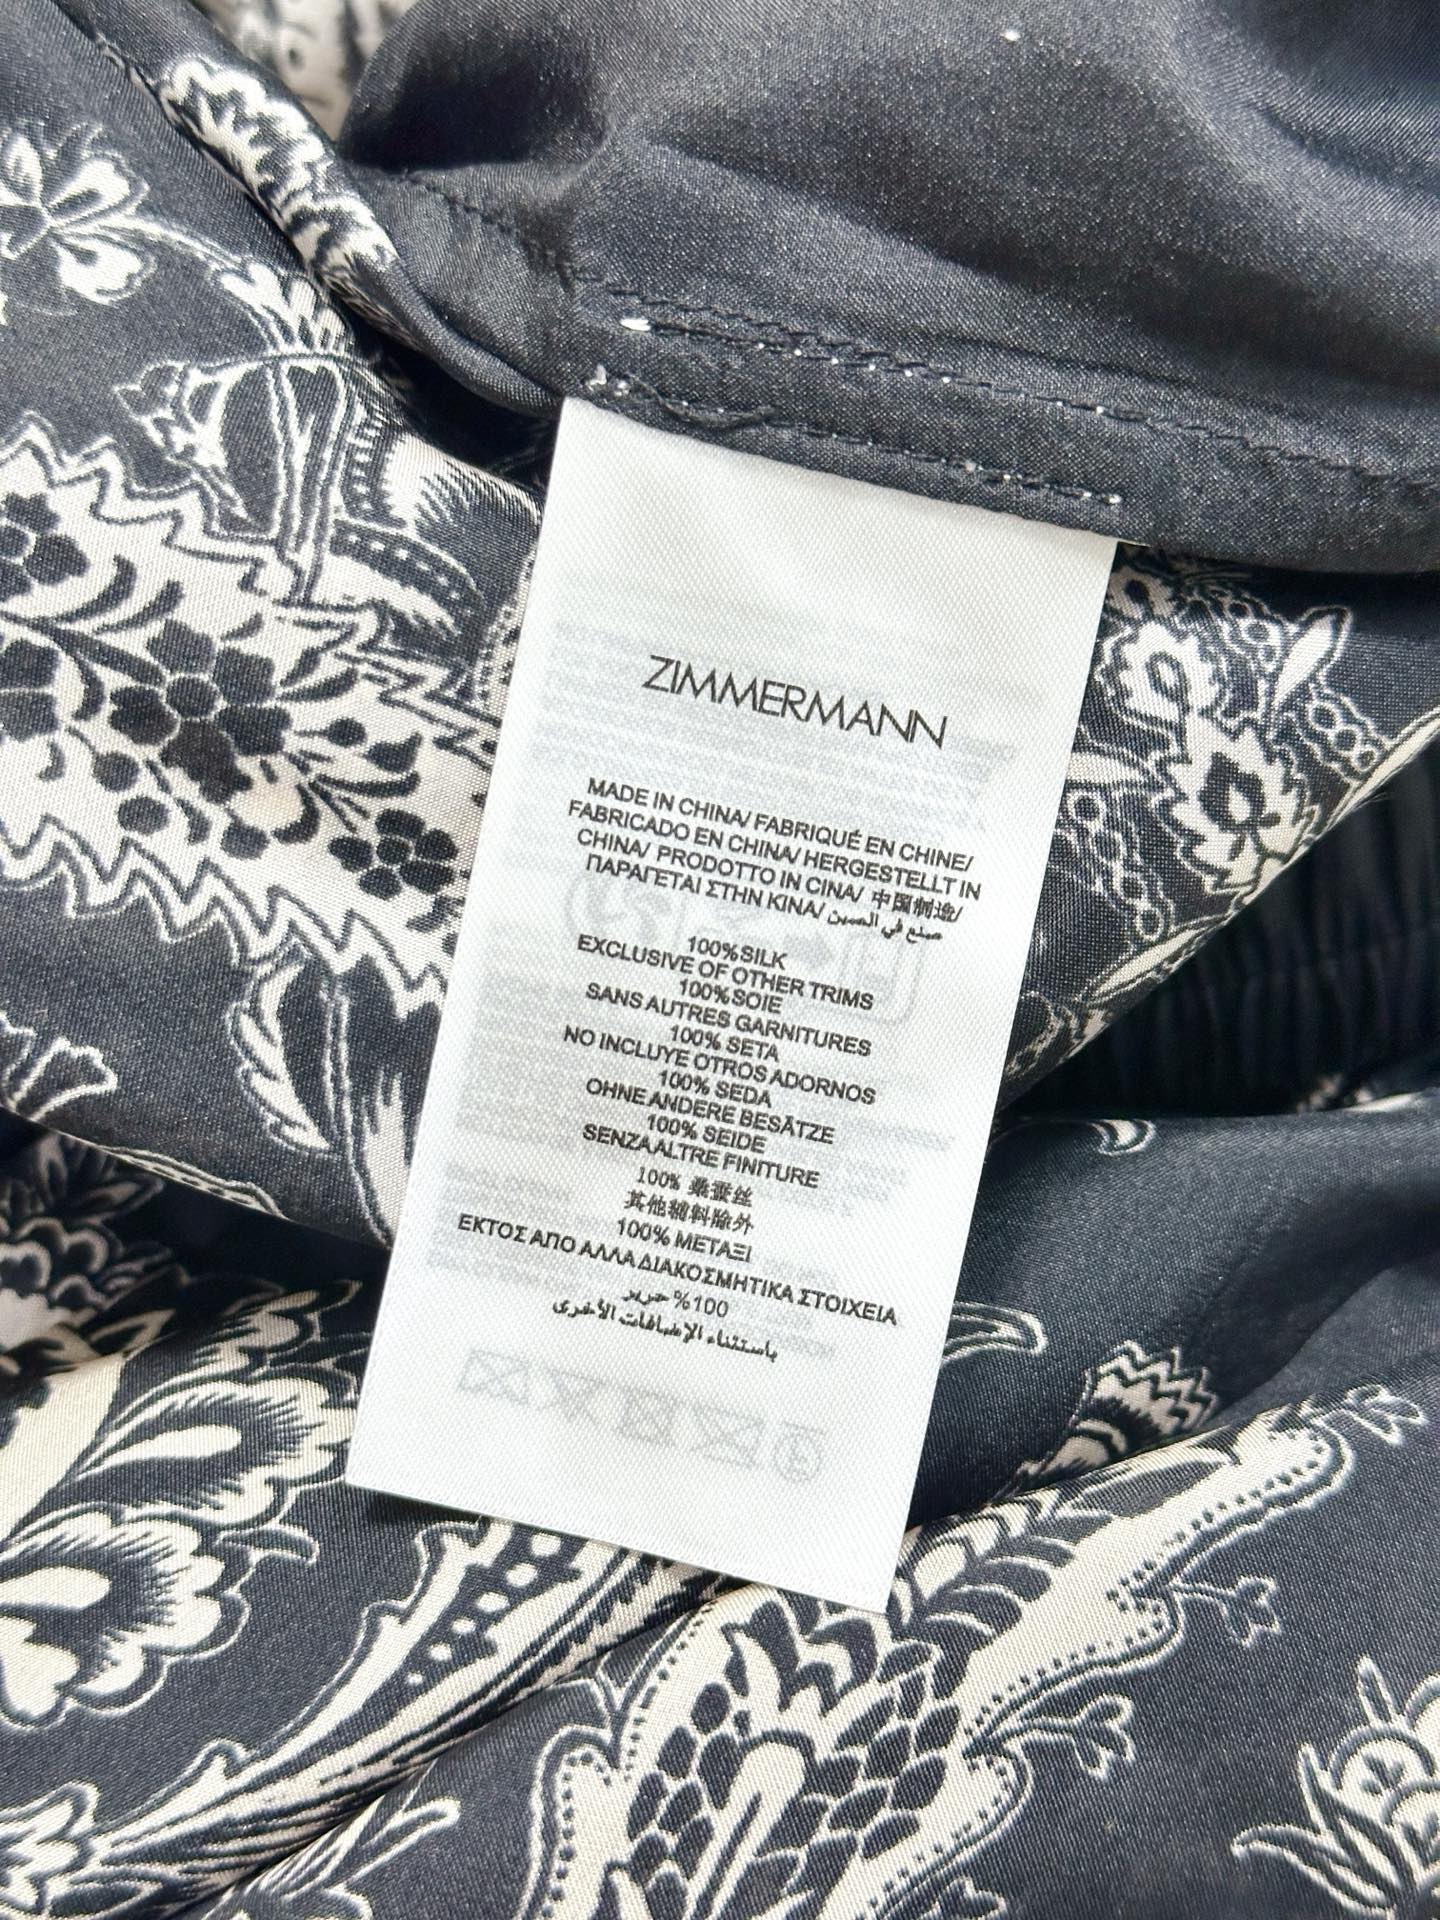 ZIMMERMANN
MADE IN CHINA/ FABRIQUÉ EN CHINE/
FABRICADO EN CHINA/ HERGESTELLT IN
CHINA/ PRODOTTO IN CINA/ 中国制造/
ΠΑΡΑΓΕΤΑΙ ΣΤΗΝ ΚΙΝΑ/ صنع في الصين
100% SILK
EXCLUSIVE OF OTHER TRIMS
100% SOIE
SANS AUTRES GARNITURES
100% SETA
NO INCLUYE OTROS ADORNOS
100% SEDA
OHNE ANDERE BESÄTZE
100% SEIDE
SENZA ALTRE FINITURE
100% 桑蚕丝
其他辅料除外
100% ΜΕΤΑΞΙ
ΕΚΤΟΣ ΑΠΟ ΑΛΛΑ ΔΙΑΚΟΣΜΗΤΙΚΑ ΣΤΟΙΧΕΙΑ
100% حرير
باستثناء الإضافات الأخرى